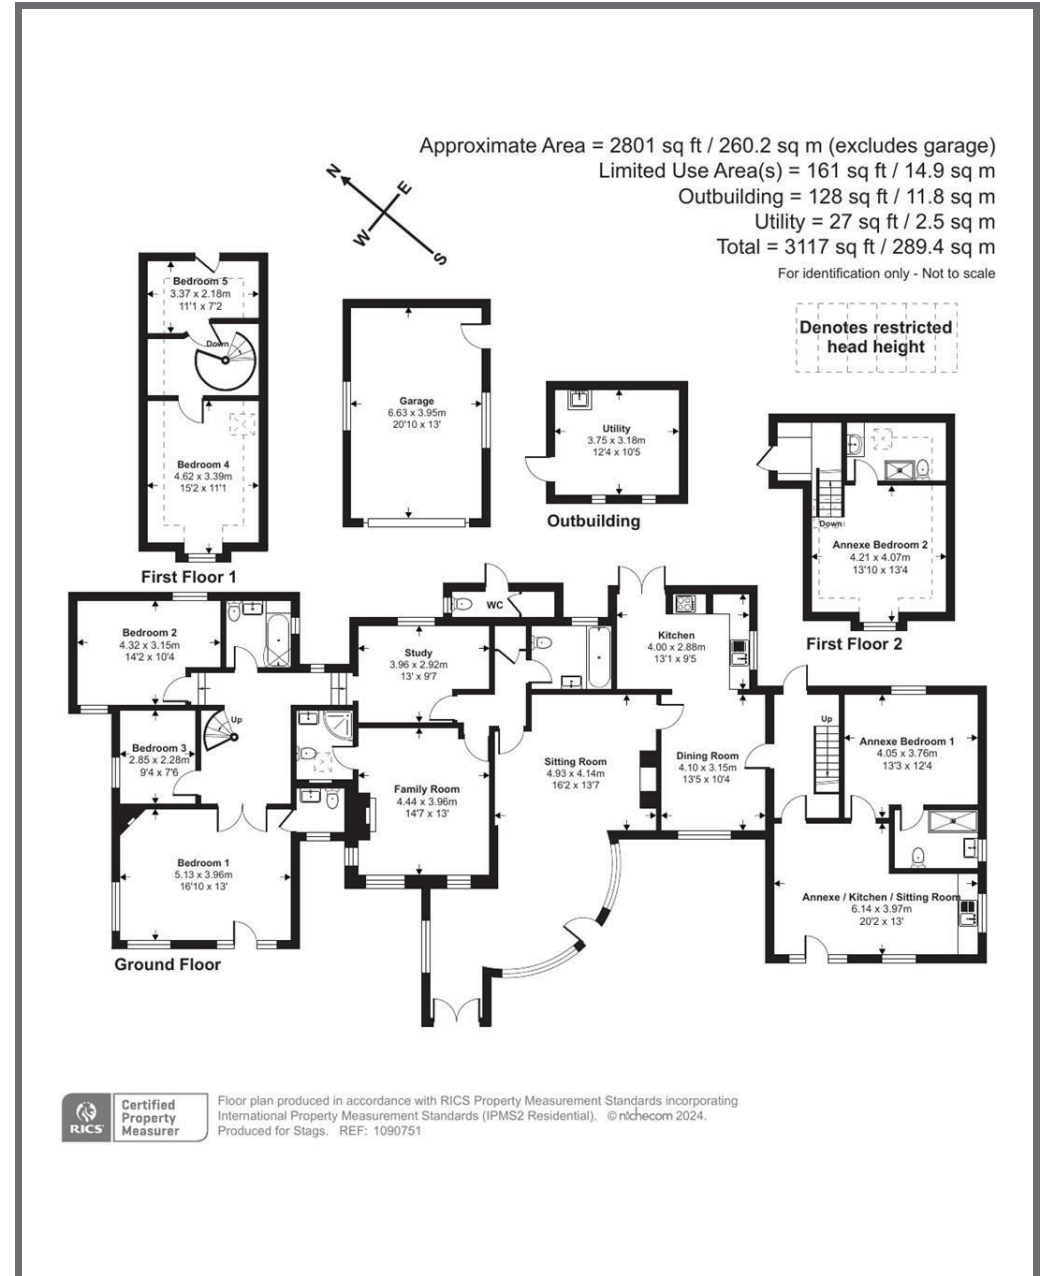 Approximate Area = 2801 sq ft / 260.2 sq m (excludes garage)
Limited Use Area(s) = 161 sq ft / 14.9 sq m
Outbuilding = 128 sq ft / 11.8 sq m
Utility = 27 sq ft / 2.5 sq m
Total = 3117 sq ft / 289.4 sq m
For identification only - Not to scale
N
E
W
S
Denotes restricted
head height
Bedroom 5
3.37 x 2.18m
11'1 x 7'2
Down
Bedroom 4
4.62 x 3.39m
15'2 x 11'1
First Floor 1
Garage
6.63 x 3.95m
20'10 x 13'
Utility
3.75 x 3.18m
12'4 x 10'5
Outbuilding
Down
Annexe Bedroom 2
4.21 x 4.07m
13'10 x 13'4
First Floor 2
Bedroom 2
4.32 x 3.15m
14'2 x 10'4
Up
Bedroom 3
2.85 x 2.28m
9'4 x 7'6
Bedroom 1
5.13 x 3.96m
16'10 x 13'
Ground Floor
WC
Study
3.96 x 2.92m
13' x 9'7
Family Room
4.44 x 3.96m
14'7 x 13'
Sitting Room
4.93 x 4.14m
16'2 x 13'7
Kitchen
4.00 x 2.88m
13'1 x 9'5
Dining Room
4.10 x 3.15m
13'5 x 10'4
Up
Annexe Bedroom 1
4.05 x 3.76m
13'3 x 12'4
Annexe / Kitchen / Sitting Room
6.14 x 3.97m
20'2 x 13'
RICS
Certified
Property
Measurer
Floor plan produced in accordance with RICS Property Measurement Standards incorporating
International Property Measurement Standards (IPMS2 Residential). © nichecom 2024.
Produced for Stags. REF: 1090751